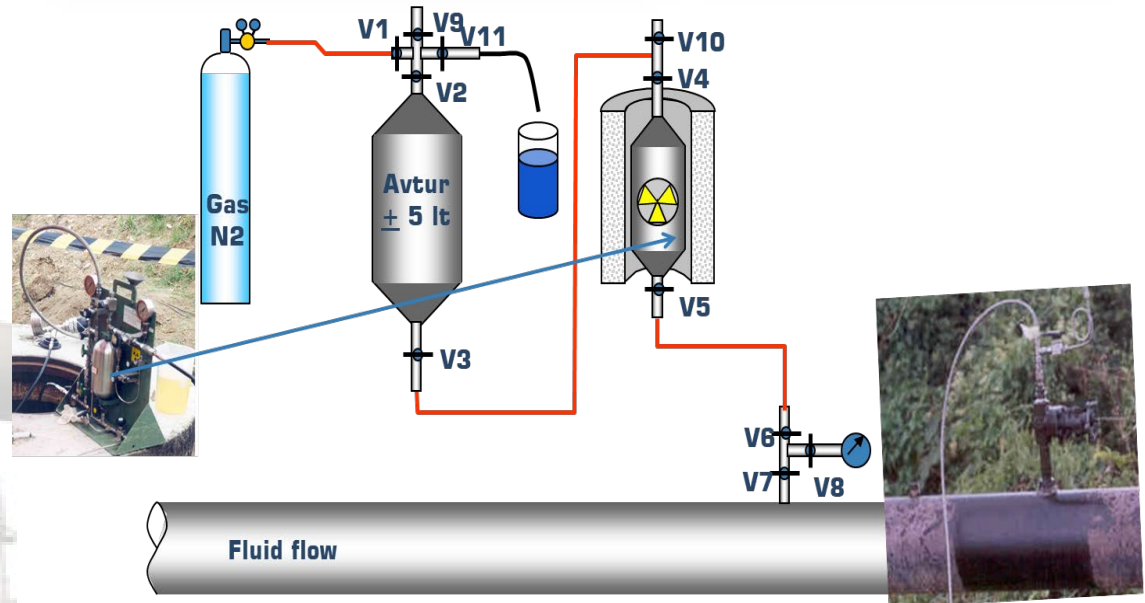 V1
V9
V11
V2
V10
V4
Avtur
± 5 lt
Gas
N2
V5
V3
V6
V7
V8
Fluid flow